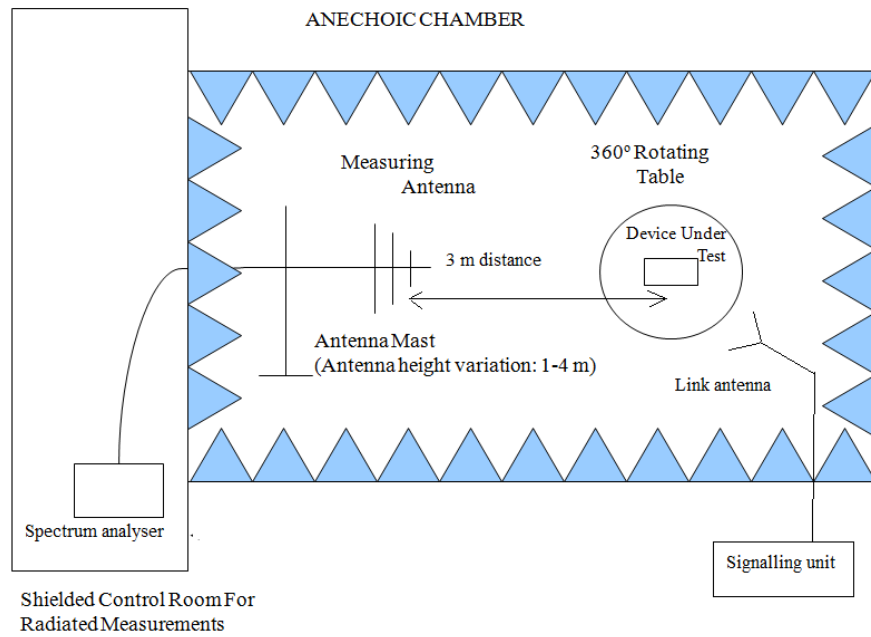 ANECHOIC CHAMBER
Measuring
Antenna
360º Rotating
Table
Device Under
Test
3 m distance
Antenna Mast
(Antenna height variation: 1-4 m)
Link antenna
Spectrum analyser
Signalling unit
Shielded Control Room For
Radiated Measurements